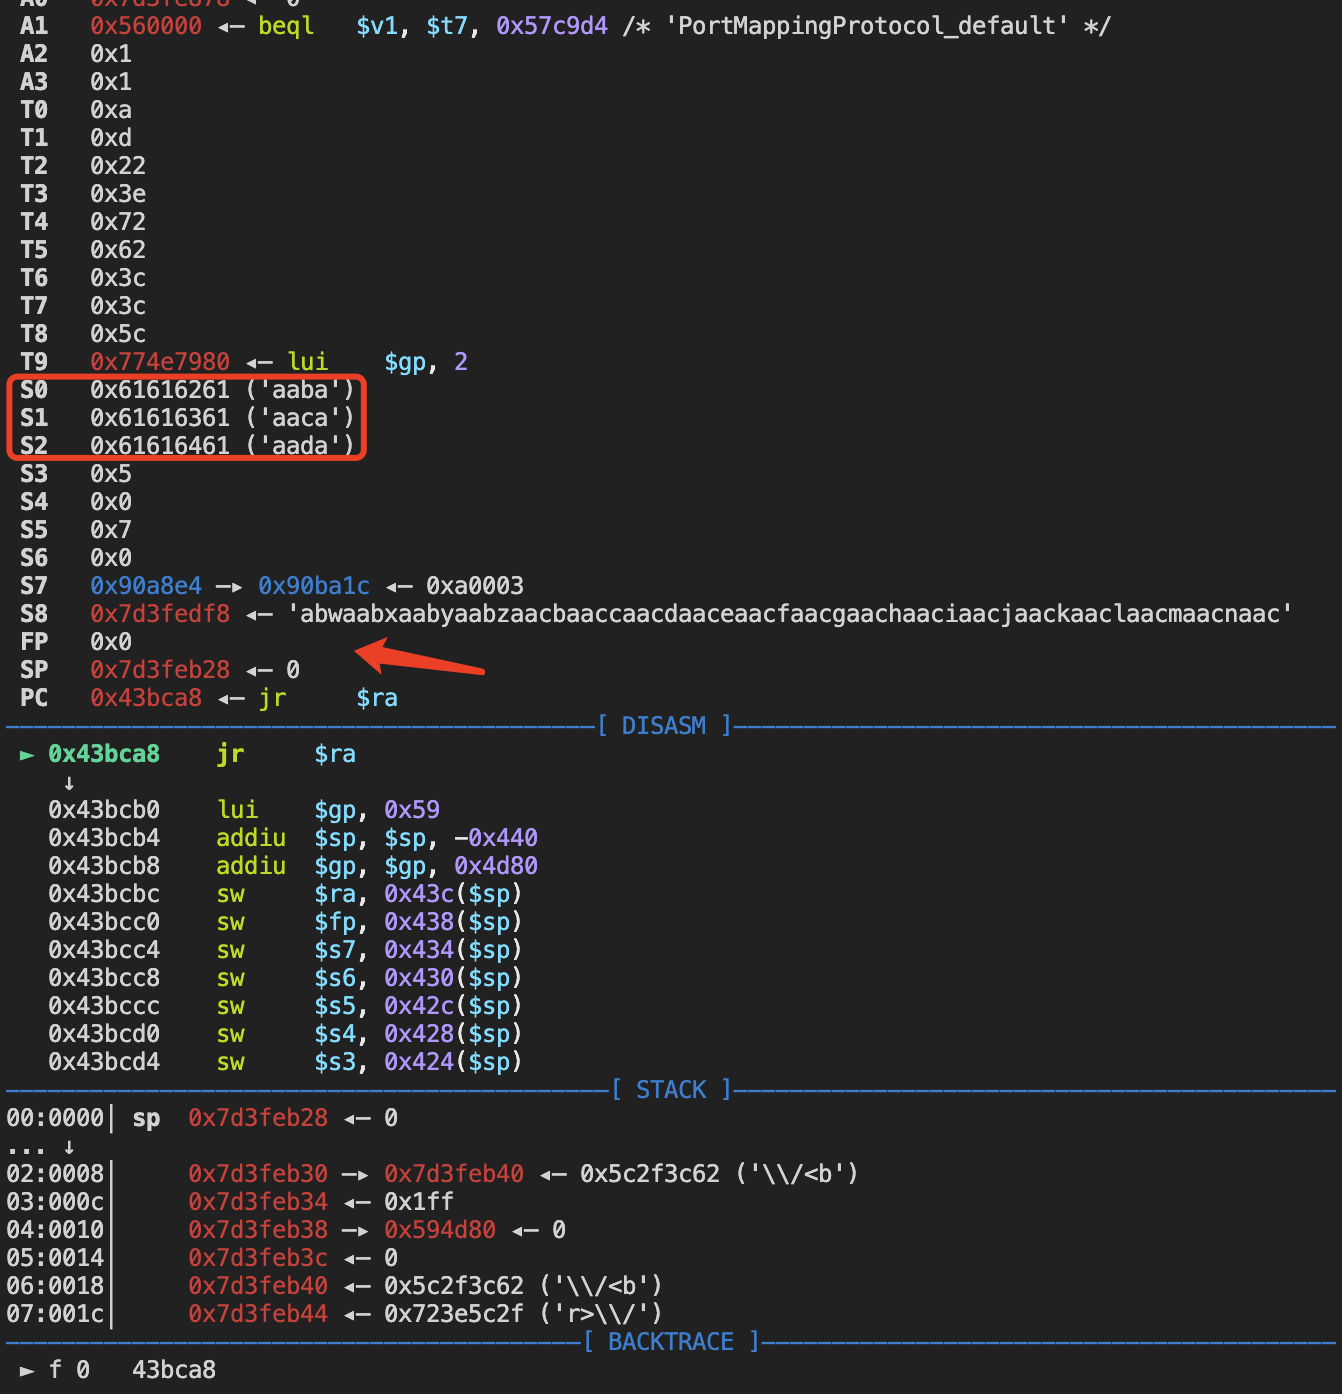 A0   0x7d3fe878 ◂— 0
A1   0x560000 ◂— beql   $v1, $t7, 0x57c9d4 /* 'PortMappingProtocol_default' */
A2   0x1
A3   0x1
T0   0xa
T1   0xd
T2   0x22
T3   0x3e
T4   0x72
T5   0x62
T6   0x3c
T7   0x3c
T8   0x5c
T9   0x774e7980 ◂— lui    $gp, 2
S0   0x61616261 ('aaba')
S1   0x61616361 ('aaca')
S2   0x61616461 ('aada')
S3   0x5
S4   0x0
S5   0x7
S6   0x0
S7   0x90a8e4 —▸ 0x90ba1c ◂— 0xa0003
S8   0x7d3fedf8 ◂— 'abwaabxaabyaabzaacbaaccaacdaaceaacfaacgaachaaciaacjaackaaclaacmaacnaac'
FP   0x0
SP   0x7d3feb28 ◂— 0
PC   0x43bca8 ◂— jr     $ra
[ DISASM ]
► 0x43bca8    jr     $ra
↓
0x43bcb0    lui    $gp, 0x59
0x43bcb4    addiu  $sp, $sp, -0x440
0x43bcb8    addiu  $gp, $gp, 0x4d80
0x43bcbc    sw     $ra, 0x43c($sp)
0x43bcc0    sw     $fp, 0x438($sp)
0x43bcc4    sw     $s7, 0x434($sp)
0x43bcc8    sw     $s6, 0x430($sp)
0x43bccc    sw     $s5, 0x42c($sp)
0x43bcd0    sw     $s4, 0x428($sp)
0x43bcd4    sw     $s3, 0x424($sp)
[ STACK ]
00:0000│ sp  0x7d3feb28 ◂— 0
... ↓
02:0008│     0x7d3feb30 —▸ 0x7d3feb40 ◂— 0x5c2f3c62 ('\\/<b')
03:000c│     0x7d3feb34 ◂— 0x1ff
04:0010│     0x7d3feb38 —▸ 0x594d80 ◂— 0
05:0014│     0x7d3feb3c ◂— 0
06:0018│     0x7d3feb40 ◂— 0x5c2f3c62 ('\\/<b')
07:001c│     0x7d3feb44 ◂— 0x723e5c2f ('r>\\/')
[ BACKTRACE ]
► f 0   43bca8